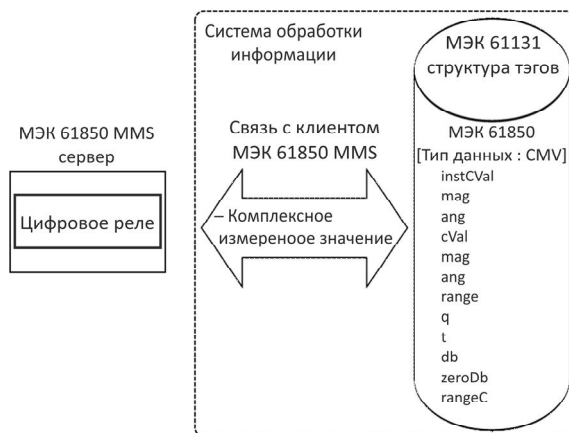 Система обработки
информации
МЭК 61131
структура тэгов
МЭК 61850 MMS
сервер
Цифровое реле
Связь с клиентом
МЭК 61850 MMS
– Комплексное
измереноое значение
МЭК 61850
[Тип данных : CMV]
instCVal
mag
ang
cVal
mag
ang
range
q
t
db
zeroDb
rangeC